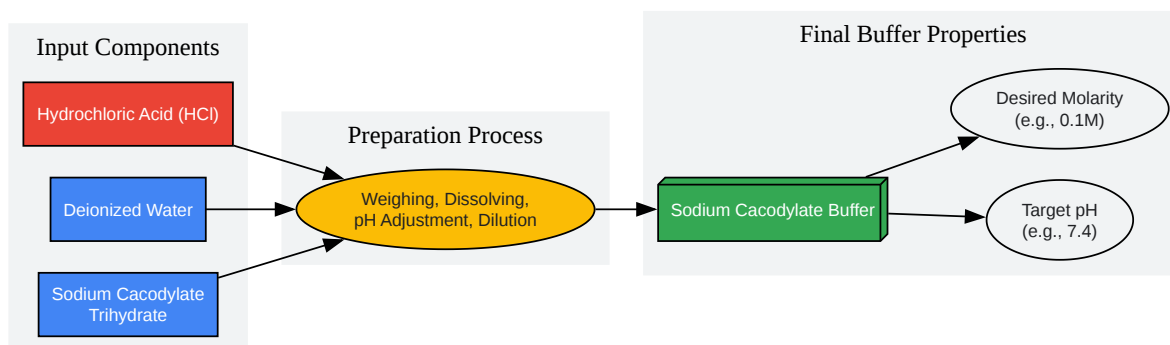 Input Components
Hydrochloric Acid (HCl)
Deionized Water
Sodium Cacodylate
Trihydrate
Preparation Process
Weighing, Dissolving,
pH Adjustment, Dilution
Final Buffer Properties
Sodium Cacodylate Buffer
Desired Molarity
(e.g., 0.1M)
Target pH
(e.g., 7.4)